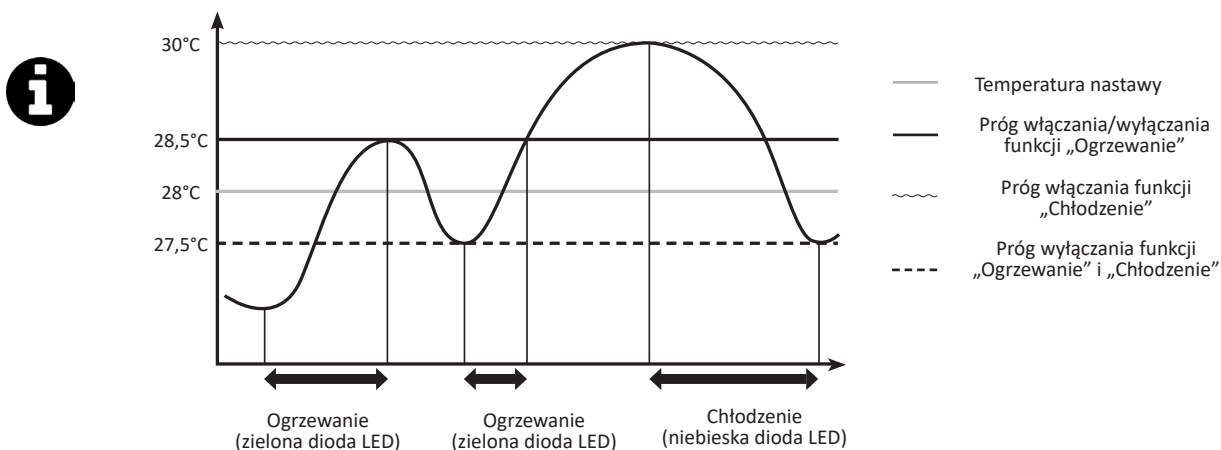 30°C
28,5°C
28°C
27,5°C
Temperatura nastawy
Próg włączania/wyłączania
funkcji „Ogrzewanie”
Próg włączania funkcji
„Chłodzenie”
Próg wyłączania funkcji
„Ogrzewanie” i „Chłodzenie”
Ogrzewanie
(zielona dioda LED)
Ogrzewanie
(zielona dioda LED)
Chłodzenie
(niebieska dioda LED)